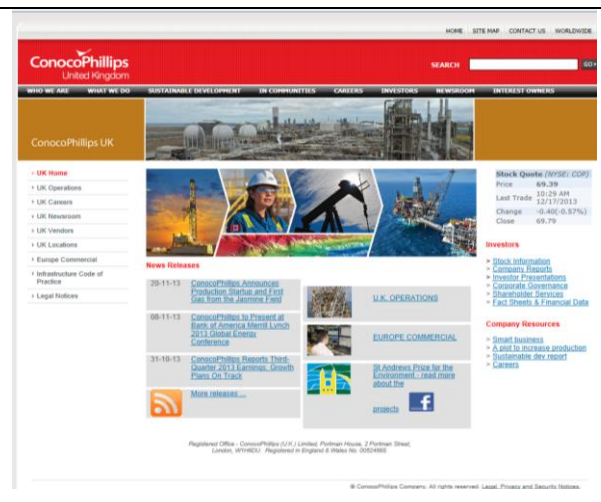 HOME SITE MAP CONTACT US WORLDWIDE
ConocoPhillips
United Kingdom
SEARCH GO
WHO WE ARE WHAT WE DO SUSTAINABLE DEVELOPMENT IN COMMUNITIES CAREERS INVESTORS NEWSROOM INTEREST OWNERS
ConocoPhillips UK
UK Home
UK Operations
UK Careers
UK Newsroom
UK Vendors
UK Locations
Europe Commercial
Infrastructure Code of
Practice
Legal Notices
News Releases
20-11-13 ConocoPhillips Announces
Production Startup and First
Gas from the Jasmine Field
08-11-13 ConocoPhillips to Present at
Bank of America Merrill Lynch
2013 Global Energy
Conference
31-10-13 ConocoPhillips Reports Third-
Quarter 2013 Earnings, Growth
Plans On Track
More releases ...
U.K. OPERATIONS
EUROPE COMMERCIAL
St Andrews Prize for the
Environment - read more
about the
projects
Stock Quote (NYSE: COP)
Price 69.39
Last Trade 10:29 AM
12/17/2013
Change -0.40(-0.57%)
Close 69.79
Investors
Stock Information
Company Reports
Investor Presentations
Corporate Governance
Shareholder Services
Fact Sheets & Financial Data
Company Resources
Smart business
A plot to increase production
Sustainable dev report
Careers
Registered Office - ConocoPhillips (U.K.) Limited, Portman House, 2 Portman Street,
London, W1H6DU. Registered in England & Wales No. 00524868
© ConocoPhillips Company. All rights reserved. Legal, Privacy and Security Notices.